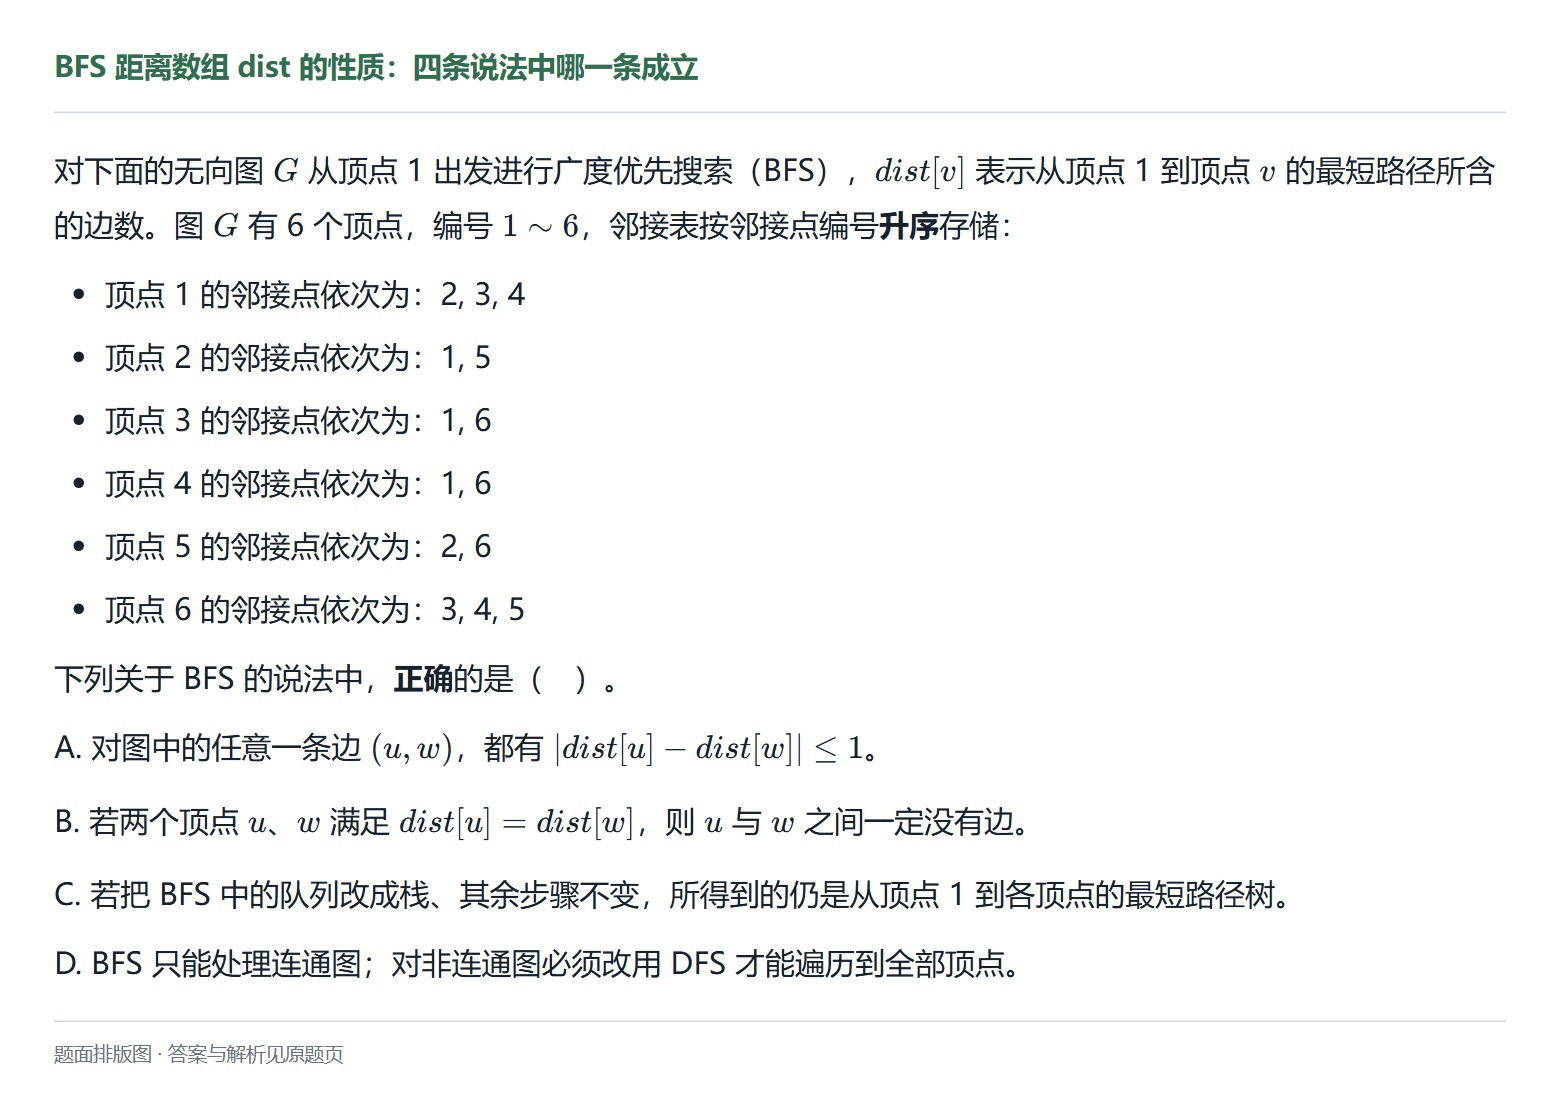 BFS 距离数组 dist 的性质：四条说法中哪一条成立
对下面的无向图 G 从顶点 1 出发进行广度优先搜索（BFS），dist[v] 表示从顶点 1 到顶点 v 的最短路径所含
的边数。图 G 有 6 个顶点，编号 1 ∼ 6，邻接表按邻接点编号升序存储：
• 顶点 1 的邻接点依次为：2, 3, 4
• 顶点 2 的邻接点依次为：1, 5
• 顶点 3 的邻接点依次为：1, 6
• 顶点 4 的邻接点依次为：1, 6
• 顶点 5 的邻接点依次为：2, 6
• 顶点 6 的邻接点依次为：3, 4, 5
下列关于 BFS 的说法中，正确的是（　）。
A. 对图中的任意一条边 (u, w)，都有 |dist[u] − dist[w]| ≤ 1。
B. 若两个顶点 u、w 满足 dist[u] = dist[w]，则 u 与 w 之间一定没有边。
C. 若把 BFS 中的队列改成栈、其余步骤不变，所得到的仍是从顶点 1 到各顶点的最短路径树。
D. BFS 只能处理连通图；对非连通图必须改用 DFS 才能遍历到全部顶点。
题面排版图 · 答案与解析见原题页